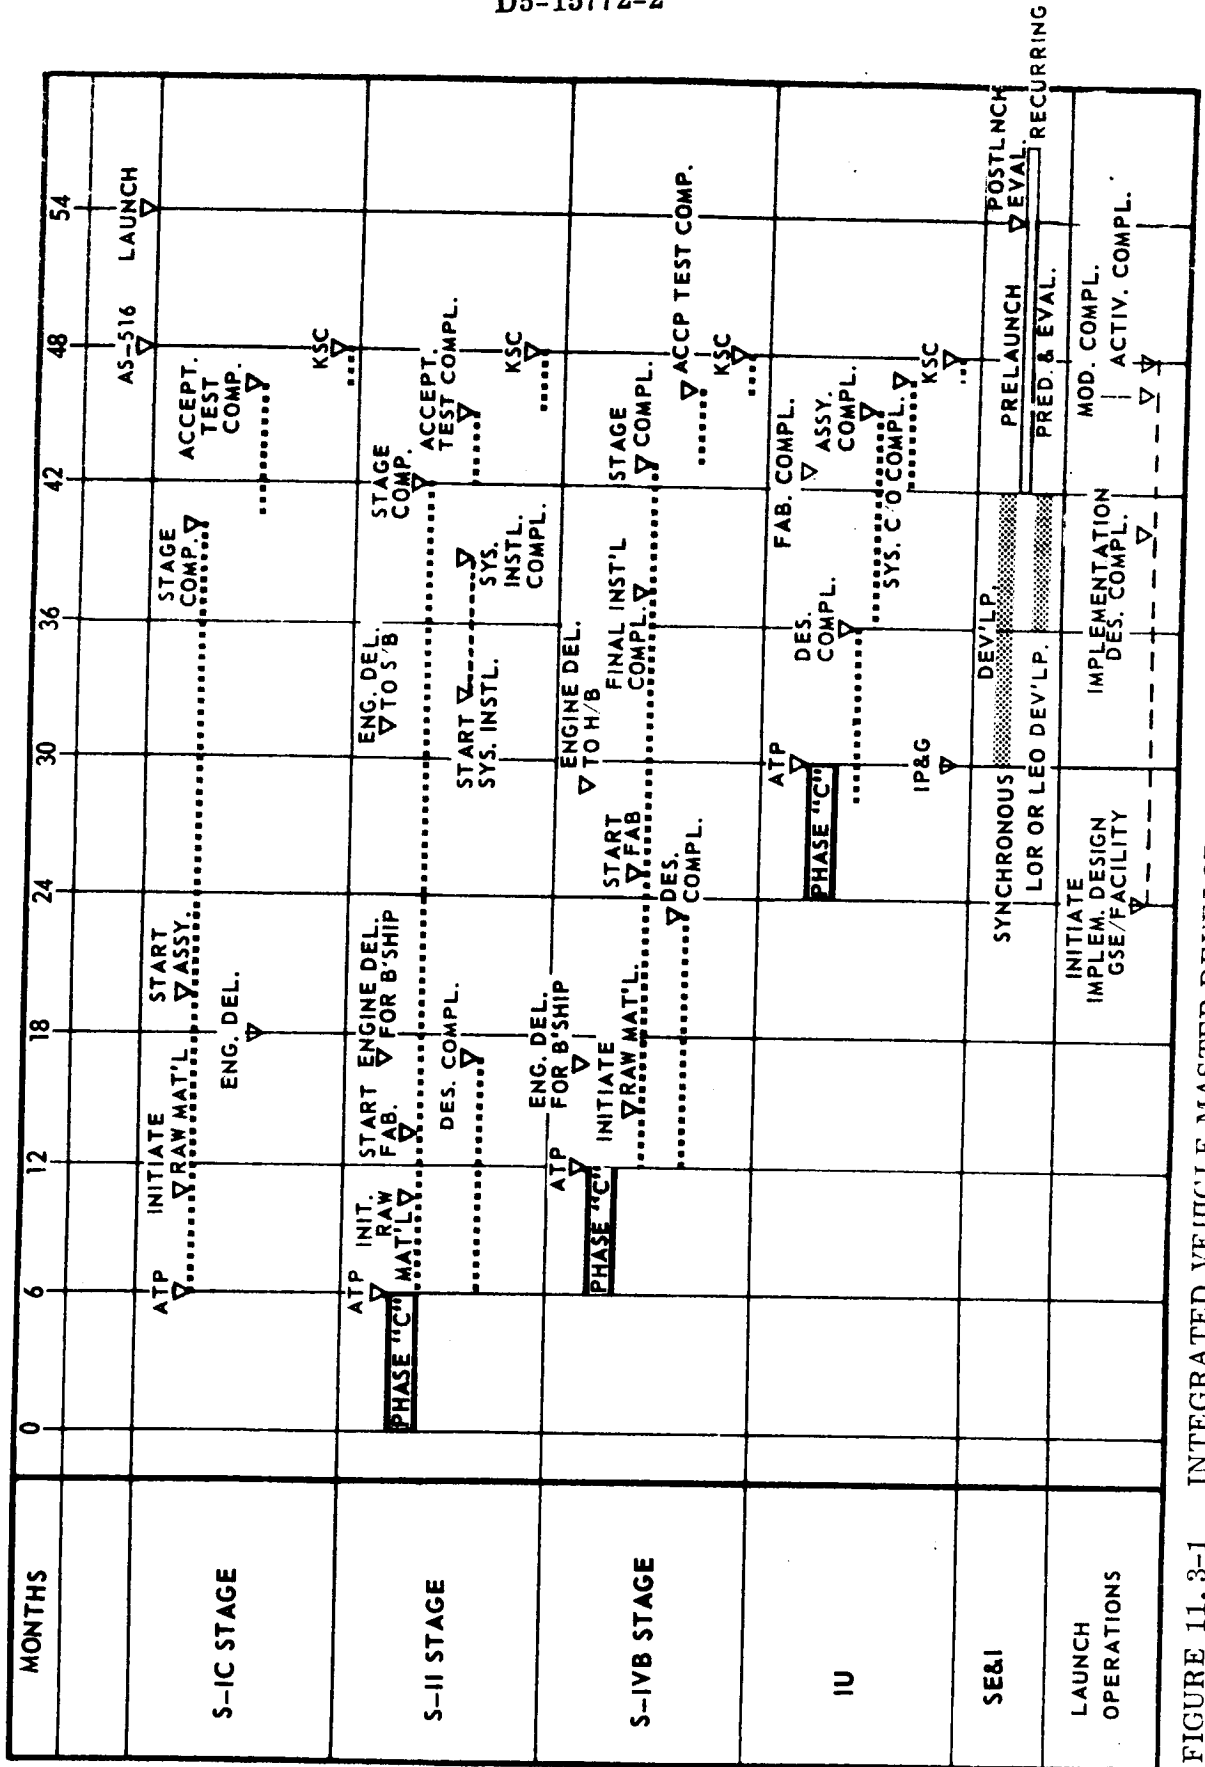 D5-15772-2
MONTHS
0
6
12
18
24
30
36
42
48
54
AS-516
LAUNCH
S-IC STAGE
ATP
INITIATE
RAW MAT'L
START
ASSY.
ENG. DEL.
STAGE
COMP.
ACCEPT.
TEST
COMP.
KSC
S-II STAGE
PHASE "C"
ATP
INIT.
RAW
MAT'L
START
FAB.
ENGINE DEL.
FOR B'SHIP
DES. COMPL.
ENG. DEL.
TO S'B
START
SYS. INSTL.
SYS.
INSTL.
COMPL.
STAGE
COMP.
ACCEPT.
TEST COMPL.
KSC
S-IVB STAGE
PHASE "C"
ATP
ENG. DEL.
FOR B'SHIP
INITIATE
RAW MAT'L.
START
FAB
DES.
COMPL.
ENGINE DEL.
TO H/B
FINAL INST'L
COMPL.
STAGE
COMPL.
ACCP TEST COMP.
KSC
IU
PHASE "C"
ATP
DES.
COMPL.
FAB. COMPL.
ASSY.
COMPL.
SYS. C/O COMPL.
IP&G
KSC
SE&I
SYNCHRONOUS
DEV'LP.
LOR OR LEO DEV'LP.
PRELAUNCH
PRED. & EVAL.
POSTLNCH
EVAL.
RECURRING
LAUNCH
OPERATIONS
INITIATE
IMPLEM. DESIGN
GSE/FACILITY
IMPLEMENTATION
DES. COMPL.
MOD. COMPL.
ACTIV. COMPL.
FIGURE 11.3-1 INTEGRATED VEHICLE MASTER